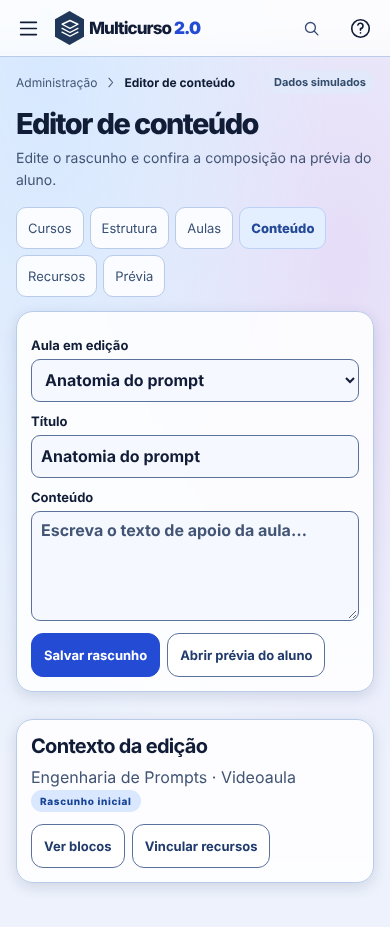 Multicurso 2.0
Administração > Editor de conteúdo Dados simulados
Editor de conteúdo
Edite o rascunho e confira a composição na prévia do
aluno.
Cursos Estrutura Aulas Conteúdo
Recursos Prévia
Aula em edição
Anatomia do prompt
Título
Anatomia do prompt
Conteúdo
Escreva o texto de apoio da aula...
Salvar rascunho Abrir prévia do aluno
Contexto da edição
Engenharia de Prompts · Videoaula
Rascunho inicial
Ver blocos Vincular recursos